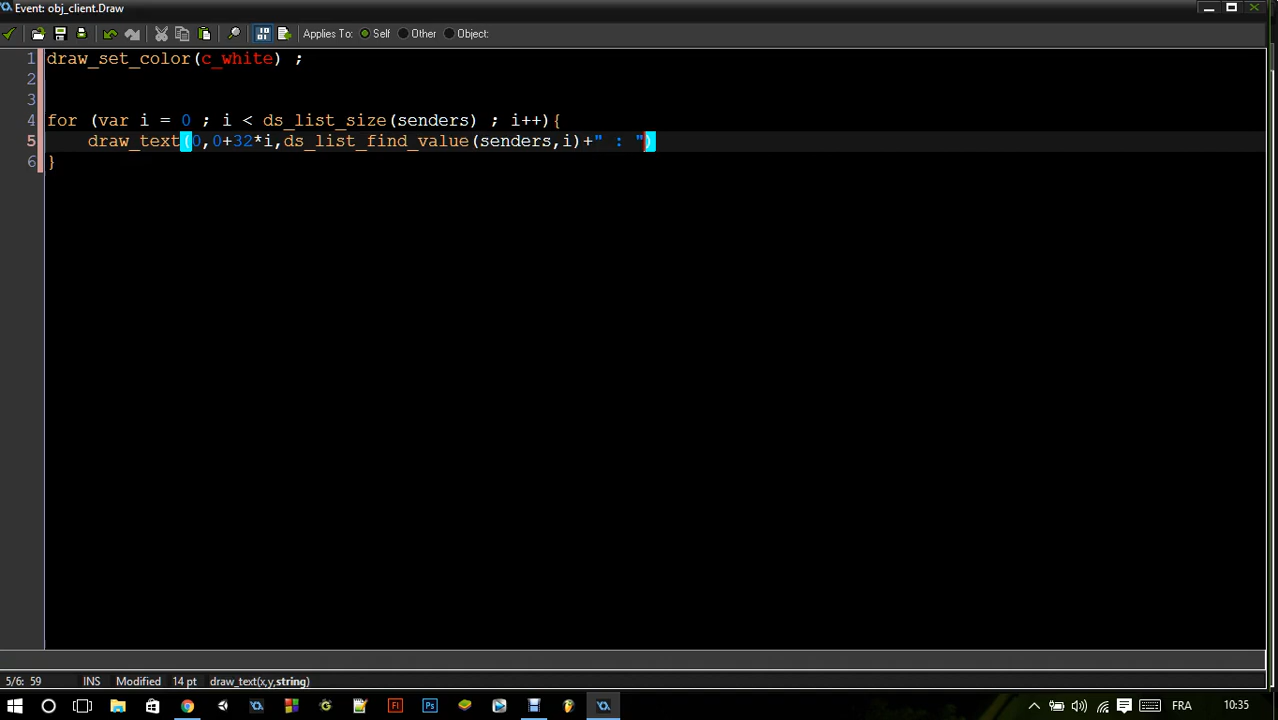 Event: obj_client.Draw
Applies To: Self Other Object:
1 draw_set_color(c_white) ;
2
3
4 for (var i = 0 ; i < ds_list_size(senders) ; i++){
5 draw_text(0,0+32*i,ds_list_find_value(senders,i)+" : ")
6 }
5/6: 59 INS Modified 14 pt draw_text(x,y,string)
FRA 10:35